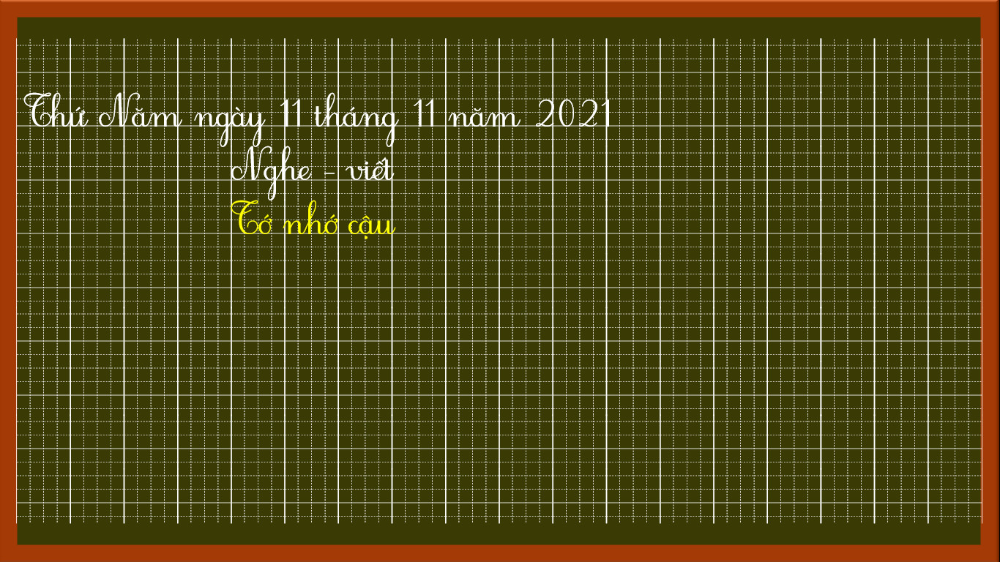 Thứ Năm ngày 11 tháng 11 năm 2021
Nghe - viết
Tớ nhớ cậu